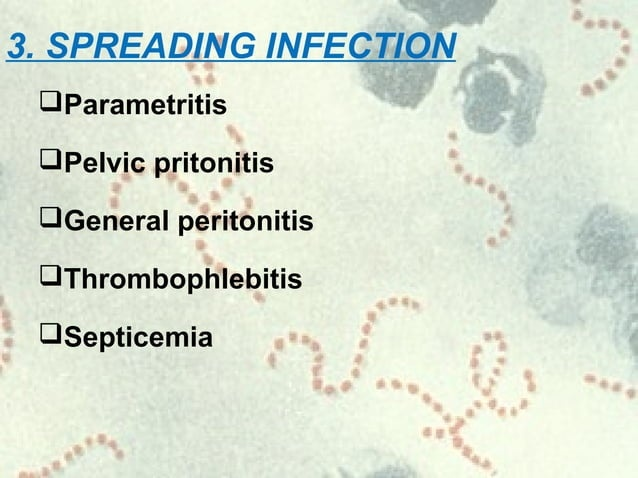 3. SPREADING INFECTION
Parametritis
Pelvic pritonitis
General peritonitis
Thrombophlebitis
Septicemia